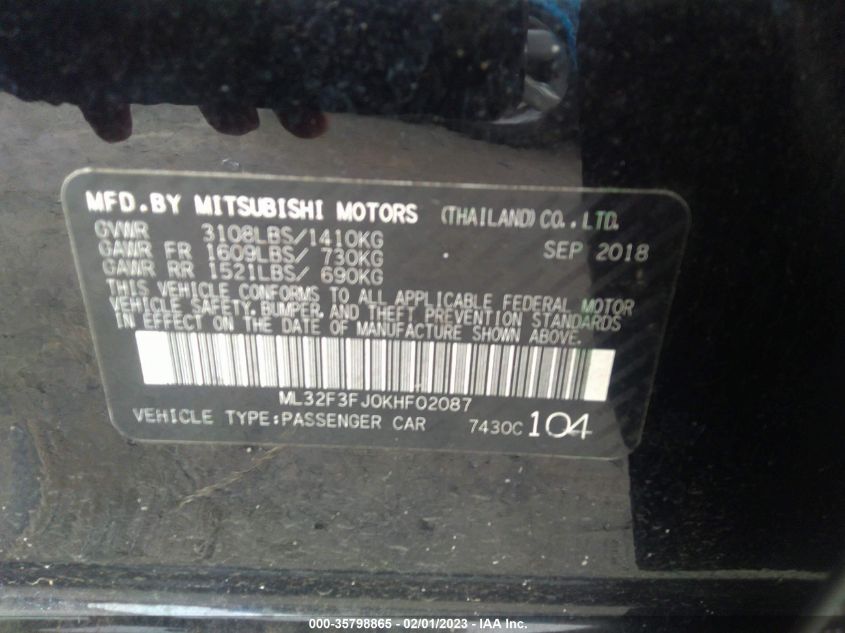 MFD.BY MITSUBISHI MOTORS (THAILAND) CO.,LTD.
GVWR 3108LBS/1410KG SEP 2018
GAWR FR 1609LBS/ 730KG
GAWR RR 1521LBS/ 690KG
THIS VEHICLE CONFORMS TO ALL APPLICABLE FEDERAL MOTOR
VEHICLE SAFETY,BUMPER, AND THEFT PREVENTION STANDARDS
IN EFFECT ON THE DATE OF MANUFACTURE SHOWN ABOVE.
ML32F3FJ0KHF02087
VEHICLE TYPE:PASSENGER CAR 7430C 104
000-35798865 - 02/01/2023 - IAA Inc.